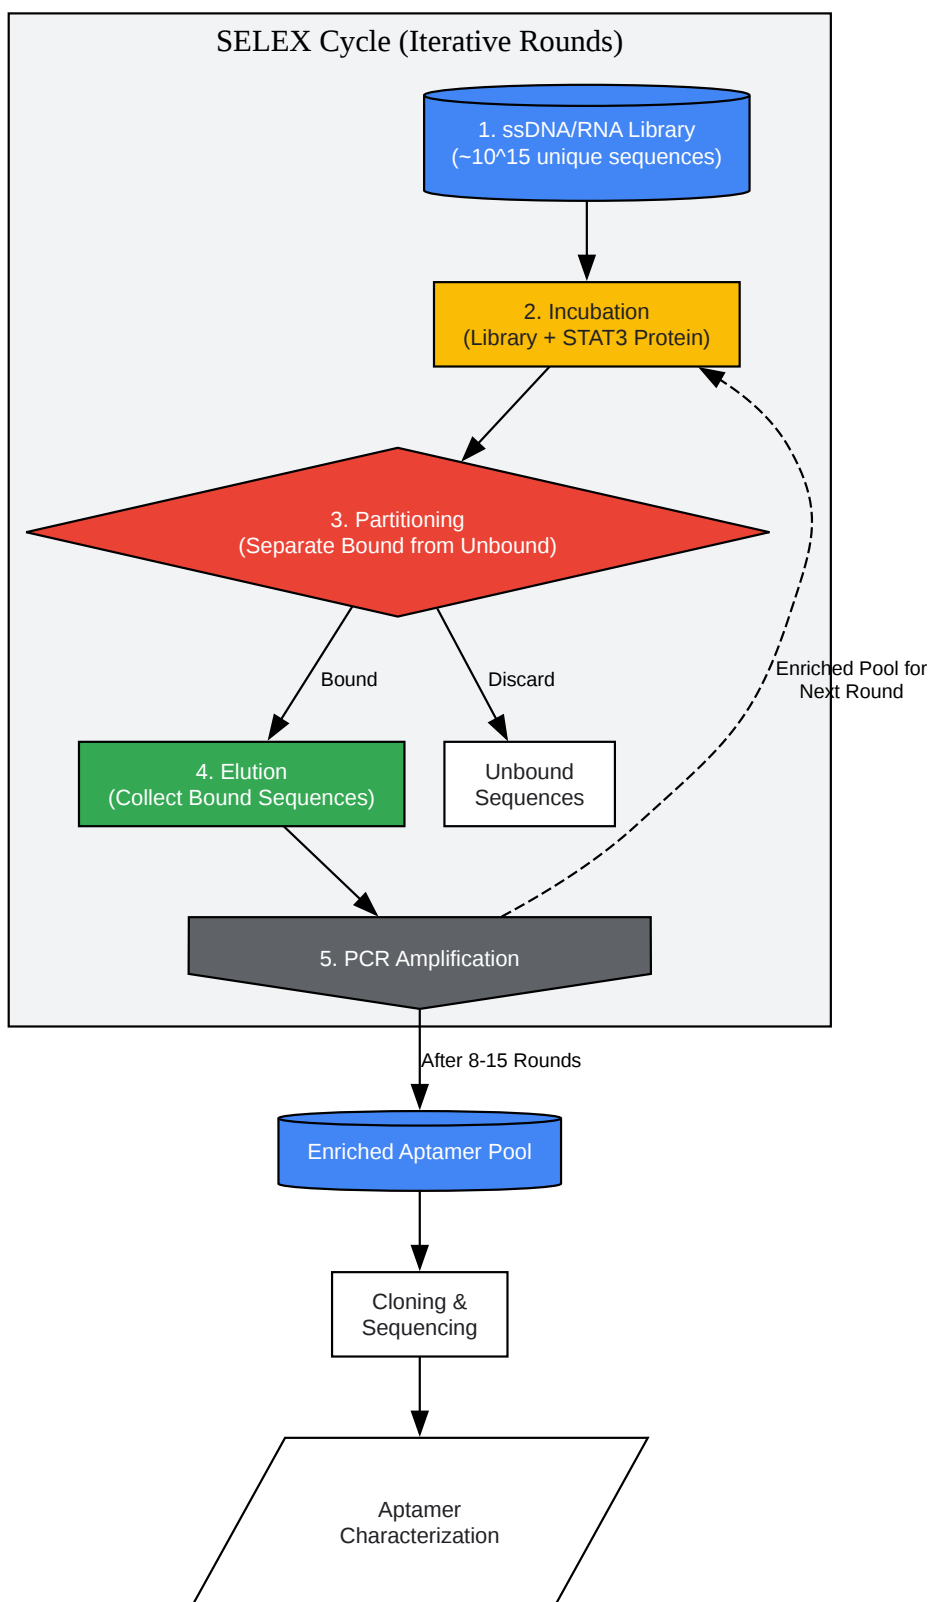 SELEX Cycle (Iterative Rounds)
1. ssDNA/RNA Library
(~10^15 unique sequences)
2. Incubation
(Library + STAT3 Protein)
3. Partitioning
(Separate Bound from Unbound)
Bound
Discard
Enriched Pool for
Next Round
4. Elution
(Collect Bound Sequences)
Unbound
Sequences
5. PCR Amplification
After 8-15 Rounds
Enriched Aptamer Pool
Cloning &
Sequencing
Aptamer
Characterization